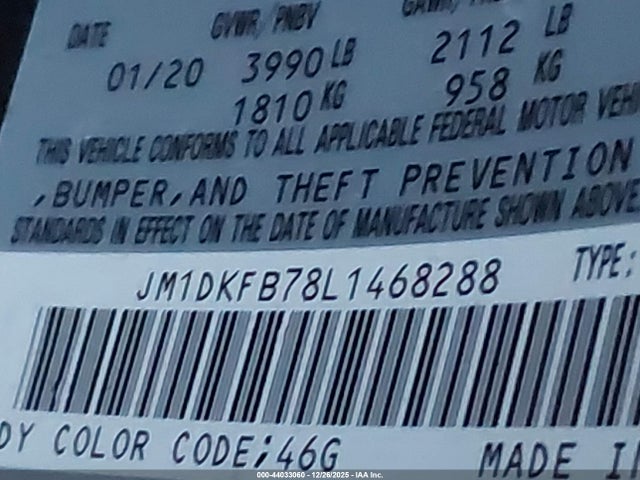 DATE GVWR/PNBV
01/20 3990 LB 2112 LB
1810 KG 958 KG
THIS VEHICLE CONFORMS TO ALL APPLICABLE FEDERAL MOTOR
,BUMPER,AND THEFT PREVENTION
STANDARDS IN EFFECT ON THE DATE OF MANUFACTURE SHOWN ABOVE
JM1DKFB78L1468288 TYPE:
DY COLOR CODE;46G MADE I
000-44033060 - 12/26/2025 - IAA Inc.